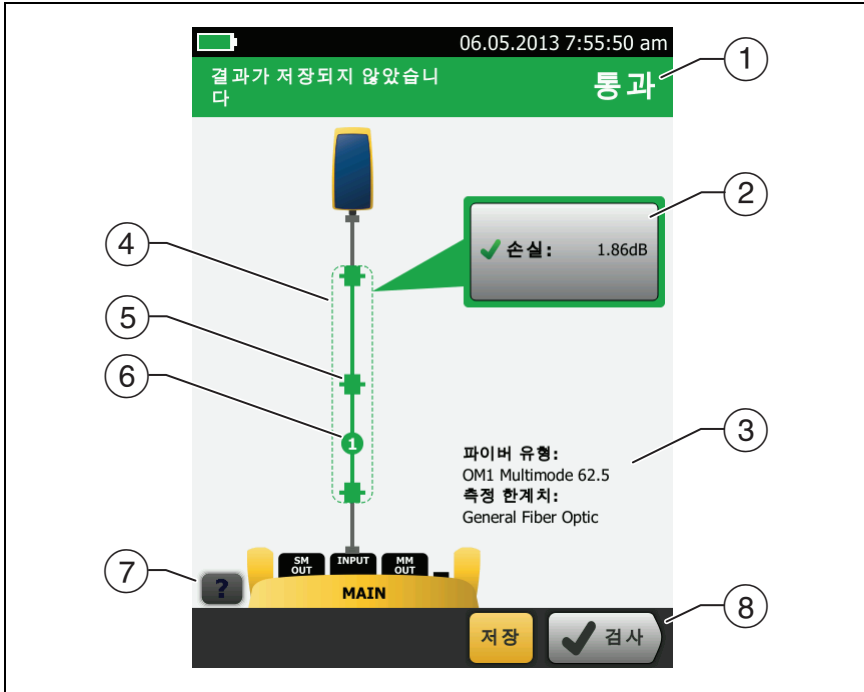 06.05.2013 7:55:50 am
결과가 저장되지 않았습니
다
통과
1
2
✔ 손실: 1.86dB
4
5
6
1
3
파이버 유형:
OM1 Multimode 62.5
측정 한계치:
General Fiber Optic
7
?
SM
OUT
INPUT
MM
OUT
MAIN
8
저장
검사